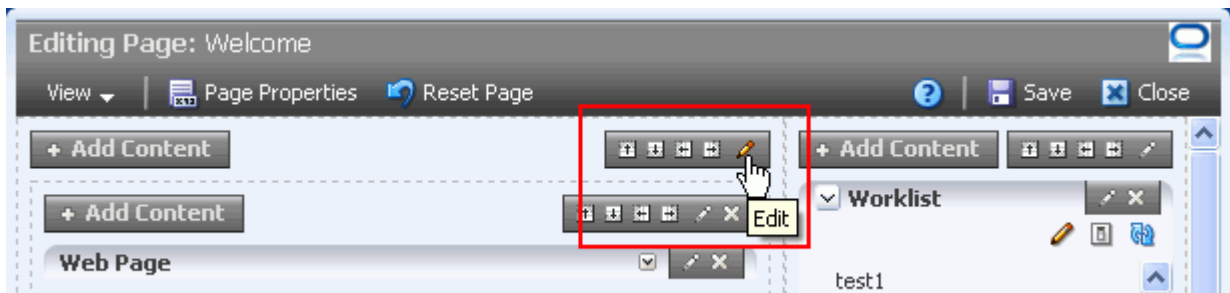 Editing Page: Welcome
View Page Properties Reset Page Save Close
+ Add Content + Add Content
+ Add Content Edit Worklist
Web Page
test1